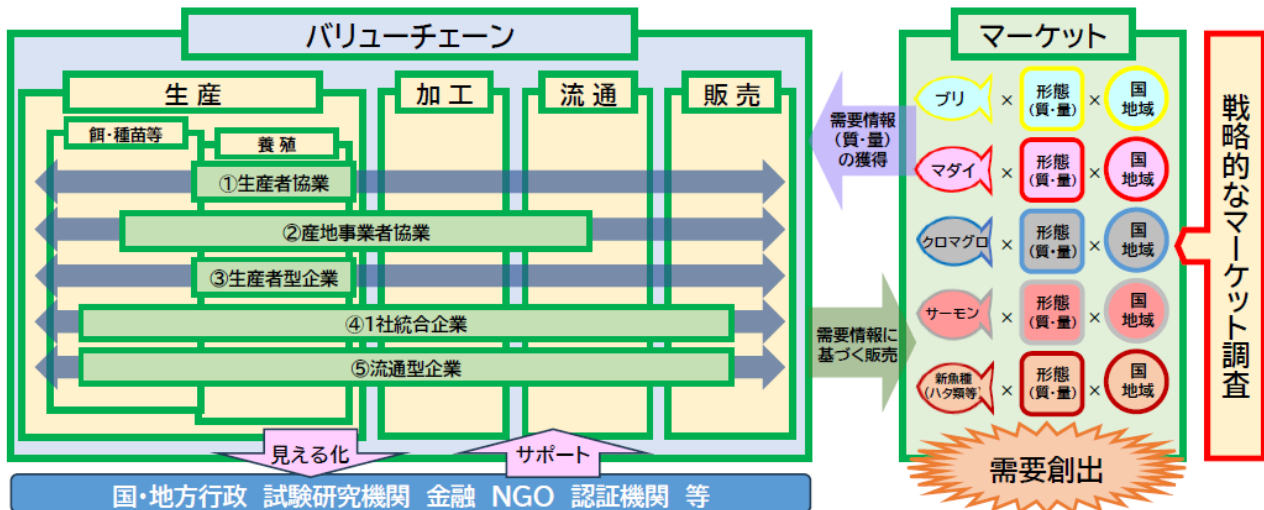 バリューチェーン
生産
加工
流通
販売
餌・種苗等
養殖
①生産者協業
②産地事業者協業
③生産者型企業
④1社統合企業
⑤流通型企業
見える化
サポート
国・地方行政 試験研究機関 金融 NGO 認証機関 等
需要情報
（質・量）
の獲得
需要情報に
基づく販売
マーケット
ブリ × 形態 × 国
（質・量） 地域
マダイ × 形態 × 国
（質・量） 地域
クロマグロ × 形態 × 国
（質・量） 地域
サーモン × 形態 × 国
（質・量） 地域
新魚種 × 形態 × 国
（ハタ類等） （質・量） 地域
需要創出
戦略的なマーケット調査